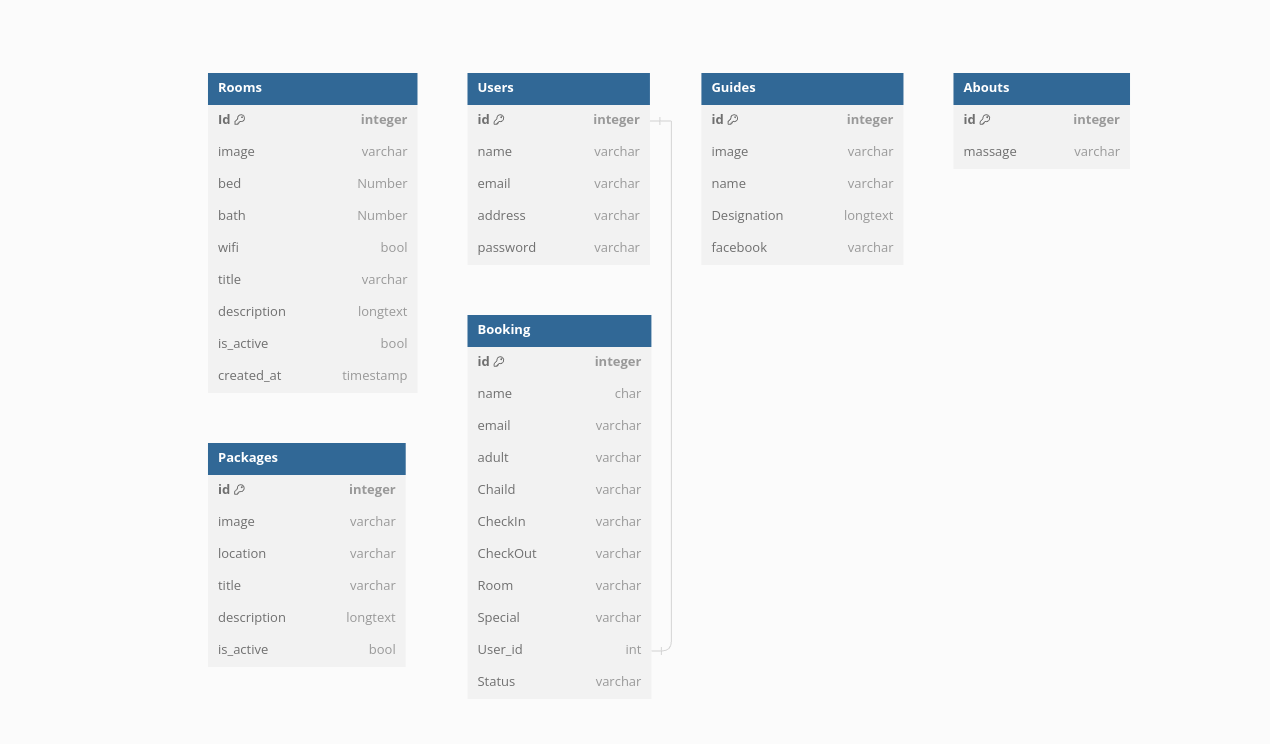 Rooms
Id integer
image varchar
bed Number
bath Number
wifi bool
title varchar
description longtext
is_active bool
created_at timestamp
Packages
id integer
image varchar
location varchar
title varchar
description longtext
is_active bool
Users
id integer
name varchar
email varchar
address varchar
password varchar
Booking
id integer
name char
email varchar
adult varchar
Chaild varchar
CheckIn varchar
CheckOut varchar
Room varchar
Special varchar
User_id int
Status varchar
Guides
id integer
image varchar
name varchar
Designation longtext
facebook varchar
Abouts
id integer
massage varchar